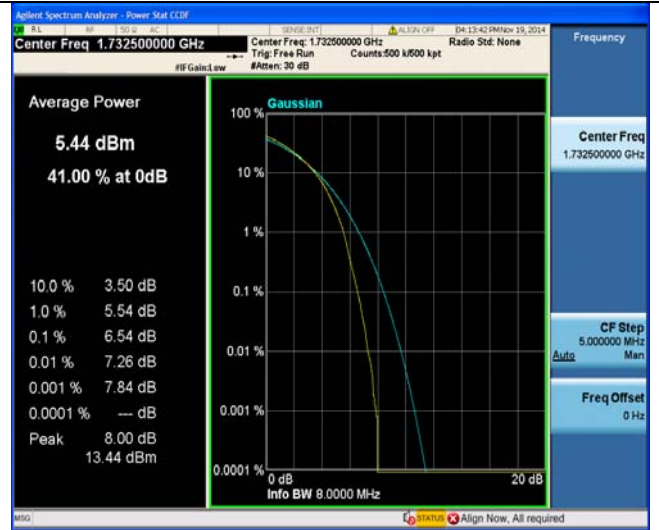 Agilent Spectrum Analyzer - Power Stat CCDF
RL RF 50 Ω AC SENSE:INT ALIGN OFF 04:13:42 PM Nov 19, 2014
Center Freq 1.732500000 GHz
Center Freq: 1.732500000 GHz Radio Std: None
Trig: Free Run Counts:500 k/500 kpt
#IFGain:Low #Atten: 30 dB
Frequency
Average Power
5.44 dBm
41.00 % at 0dB
10.0 % 3.50 dB
1.0 % 5.54 dB
0.1 % 6.54 dB
0.01 % 7.26 dB
0.001 % 7.84 dB
0.0001 % --- dB
Peak 8.00 dB
13.44 dBm
Gaussian
100 %
10 %
1 %
0.1 %
0.01 %
0.001 %
0.0001 %
0 dB 20 dB
Info BW 8.0000 MHz
Center Freq
1.732500000 GHz
CF Step
5.000000 MHz
Auto Man
Freq Offset
0 Hz
MSG STATUS Align Now, All required